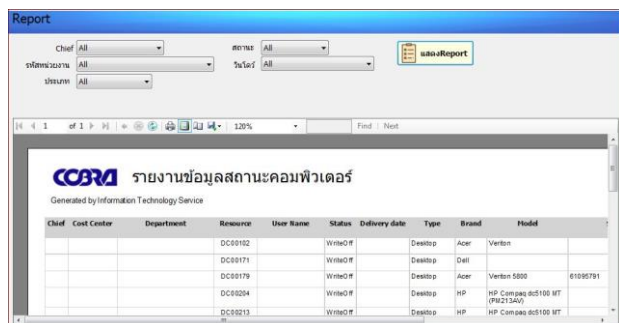 Report
Chief All สถานะ All แสดงReport
รหัสหน่วยงาน All วินโดว์ All
ประเภท All
1 of 1 120% Find | Next
COBRA รายงานข้อมูลสถานะคอมพิวเตอร์
Generated by Information Technology Service
Chief Cost Center Department Resource User Name Status Delivery date Type Brand Model
DC00102 WriteOff Desktop Acer Veriton
DC00171 WriteOff Desktop Dell
DC00179 WriteOff Desktop Acer Veriton 5800 61095791
DC00204 WriteOff Desktop HP HP Compaq dc5100 MT
(PM213AV)
DC00213 WriteOff Desktop HP HP Compaq dc5100 MT